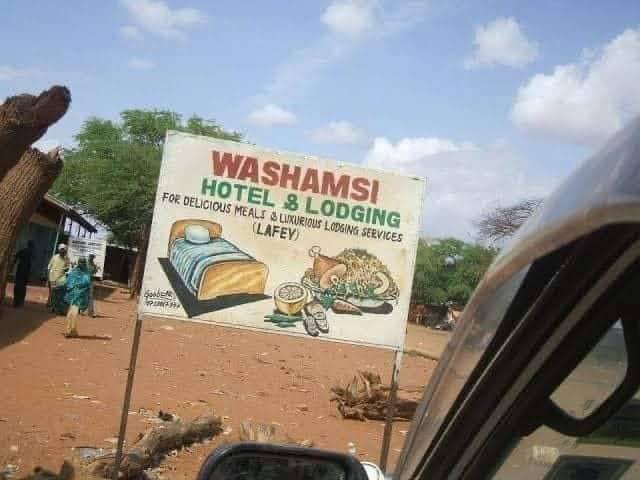 WASHAMSI
HOTEL & LODGING
FOR DELICIOUS MEALS & LUXURIOUS LODGING SERVICES
(LAFEY)